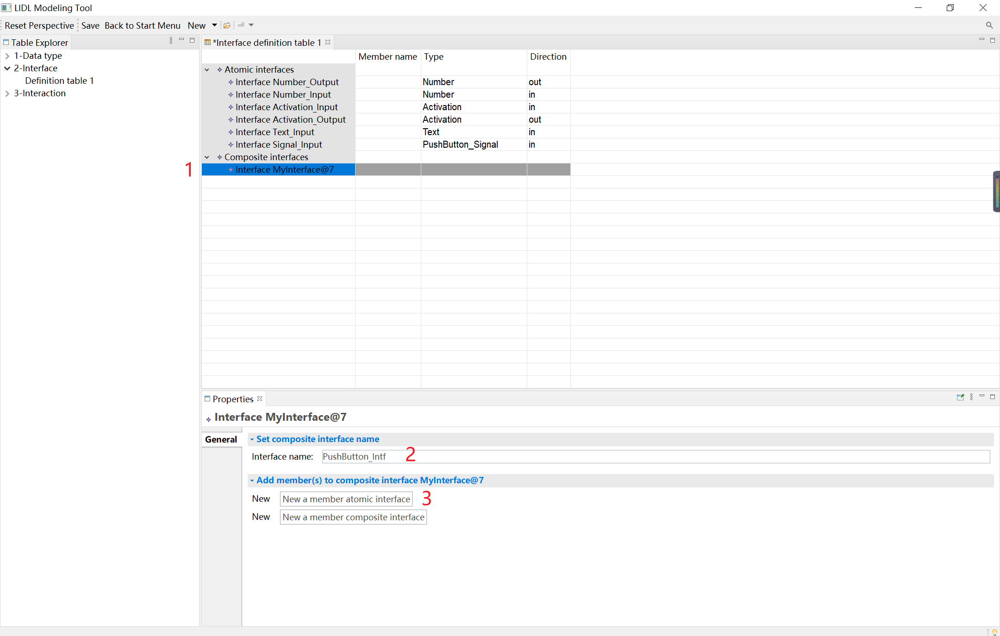 LIDL Modeling Tool
Reset Perspective Save Back to Start Menu New
Table Explorer
*Interface definition table 1
1-Data type
2-Interface
Definition table 1
3-Interaction
Member name Type Direction
Atomic interfaces
Interface Number_Output Number out
Interface Number_Input Number in
Interface Activation_Input Activation in
Interface Activation_Output Activation out
Interface Text_Input Text in
Interface Signal_Input PushButton_Signal in
Composite interfaces
1 Interface MyInterface@7
Properties
Interface MyInterface@7
General
Set composite interface name
Interface name: PushButton_Intf 2
Add member(s) to composite interface MyInterface@7
New New a member atomic interface 3
New New a member composite interface